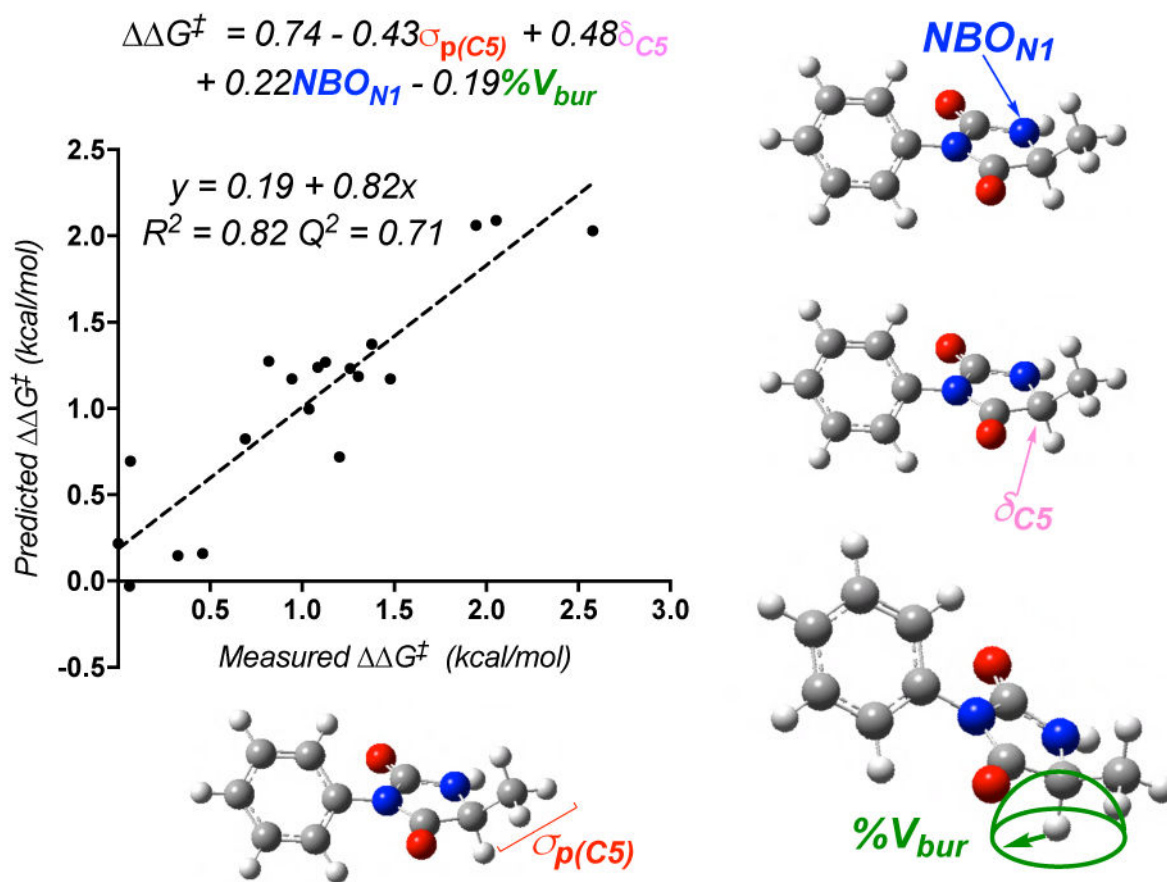 ΔΔG‡ = 0.74 - 0.43σp(C5) + 0.48δC5
+ 0.22NBON1 - 0.19%Vbur
NBON1
2.5
2.0
1.5
1.0
0.5
0.0
-0.5
Predicted ΔΔG‡ (kcal/mol)
y = 0.19 + 0.82x
R2 = 0.82 Q2 = 0.71
0.5 1.0 1.5 2.0 2.5 3.0
Measured ΔΔG‡ (kcal/mol)
δC5
σp(C5)
%Vbur